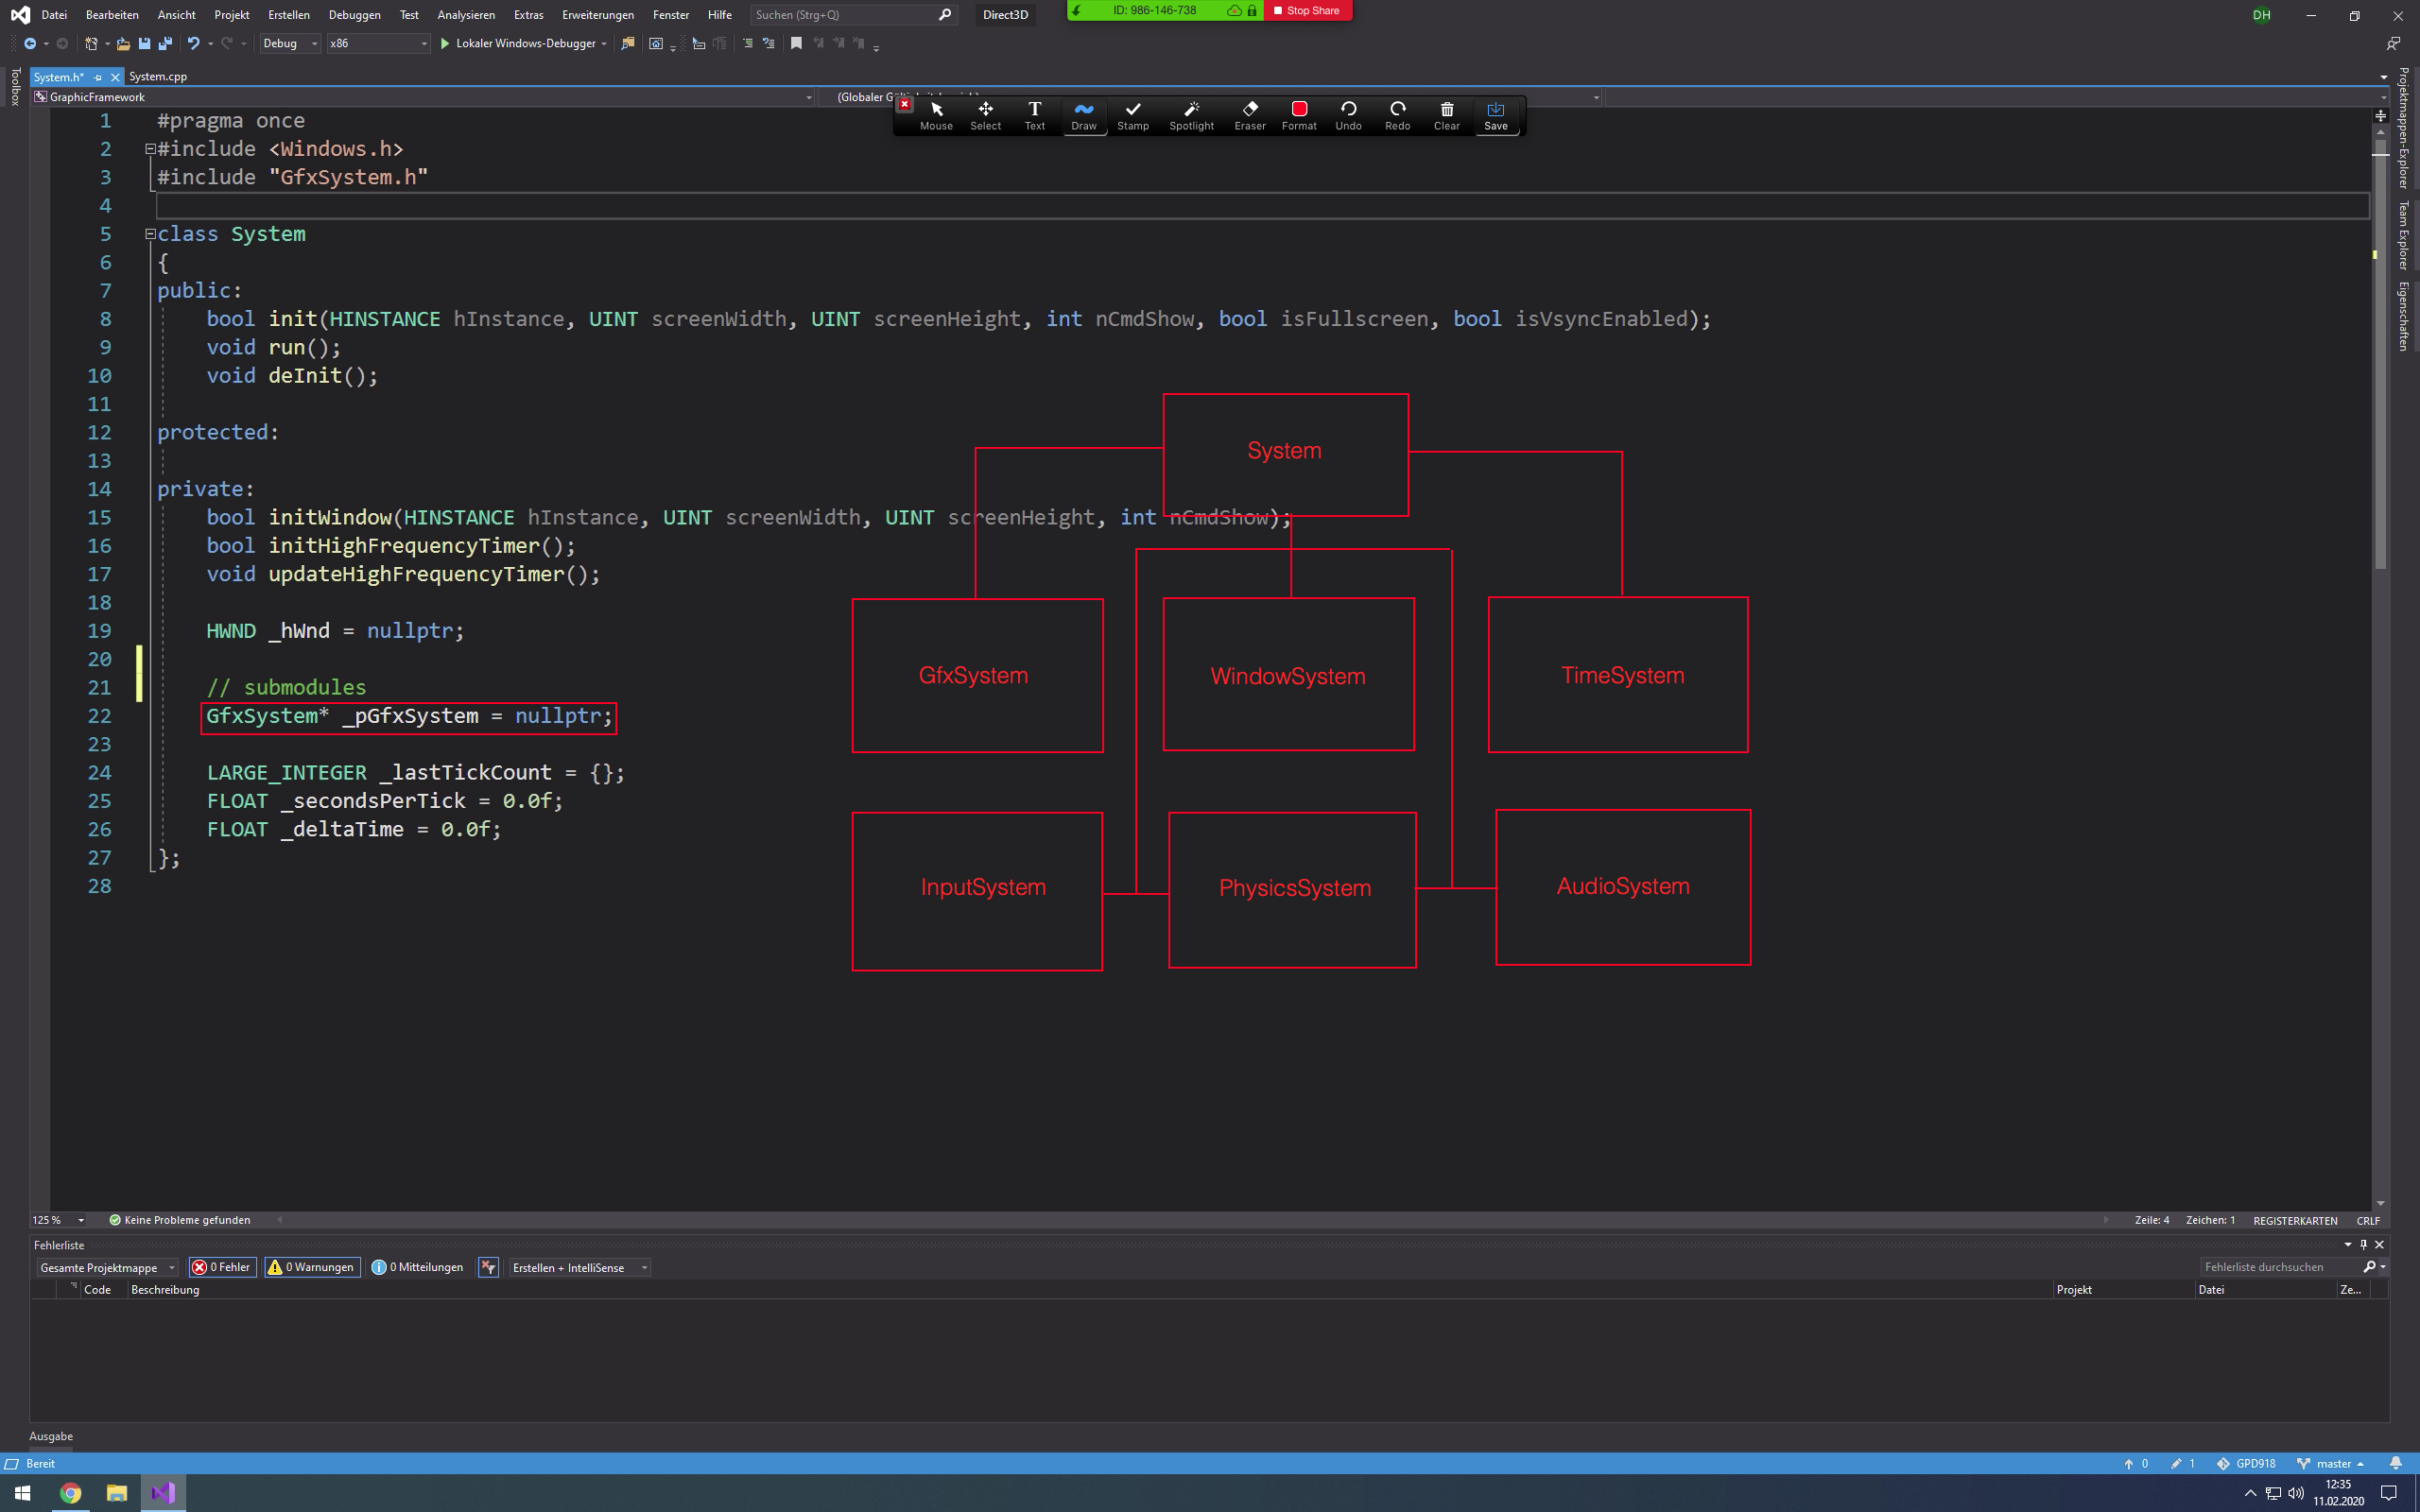 Datei Bearbeiten Ansicht Projekt Erstellen Debuggen Test Analysieren Extras Erweiterungen Fenster Hilfe Suchen (Strg+Q) Direct3D ID: 986-146-738 Stop Share DH
Debug x86 Lokaler Windows-Debugger
System.h* System.cpp
GraphicFramework (Globaler
Mouse Select Text Draw Stamp Spotlight Eraser Format Undo Redo Clear Save
Toolbox
Projektmappen-Explorer
Team Explorer
Eigenschaften
1 #pragma once
2 #include <Windows.h>
3 #include "GfxSystem.h"
4
5 class System
6 {
7 public:
8 bool init(HINSTANCE hInstance, UINT screenWidth, UINT screenHeight, int nCmdShow, bool isFullscreen, bool isVsyncEnabled);
9 void run();
10 void deInit();
11
12 protected:
13
14 private:
15 bool initWindow(HINSTANCE hInstance, UINT screenWidth, UINT screenHeight, int nCmdShow);
16 bool initHighFrequencyTimer();
17 void updateHighFrequencyTimer();
18
19 HWND _hWnd = nullptr;
20
21 // submodules
22 GfxSystem* _pGfxSystem = nullptr;
23
24 LARGE_INTEGER _lastTickCount = {};
25 FLOAT _secondsPerTick = 0.0f;
26 FLOAT _deltaTime = 0.0f;
27 };
28
System
GfxSystem WindowSystem TimeSystem
InputSystem PhysicsSystem AudioSystem
125 % Keine Probleme gefunden Zeile: 4 Zeichen: 1 REGISTERKARTEN CRLF
Fehlerliste
Gesamte Projektmappe 0 Fehler 0 Warnungen 0 Mitteilungen Erstellen + IntelliSense Fehlerliste durchsuchen
Code Beschreibung Projekt Datei Ze...
Ausgabe
Bereit 0 1 GPD918 master
12:35
11.02.2020